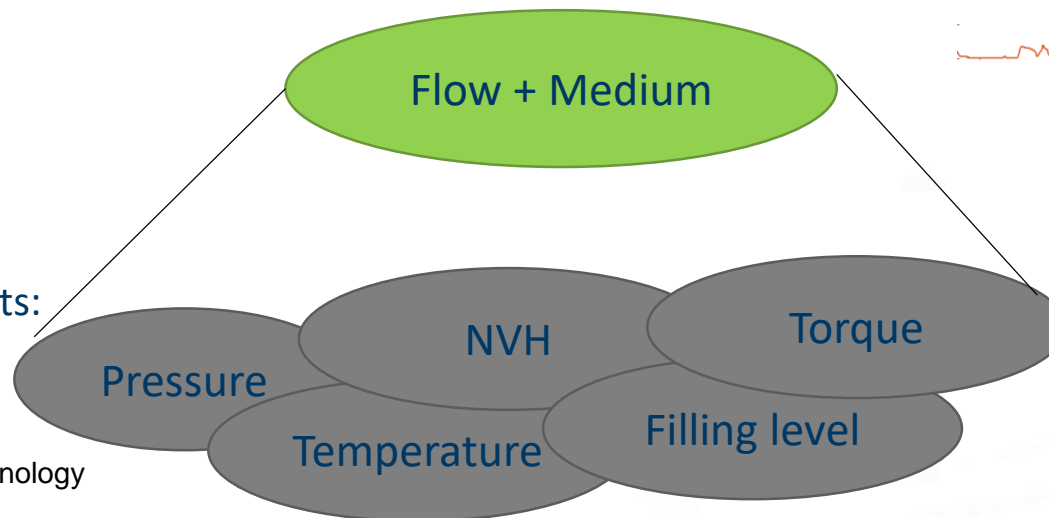 Flow + Medium
ts:
NVH
Torque
Pressure
Temperature
Filling level
nology